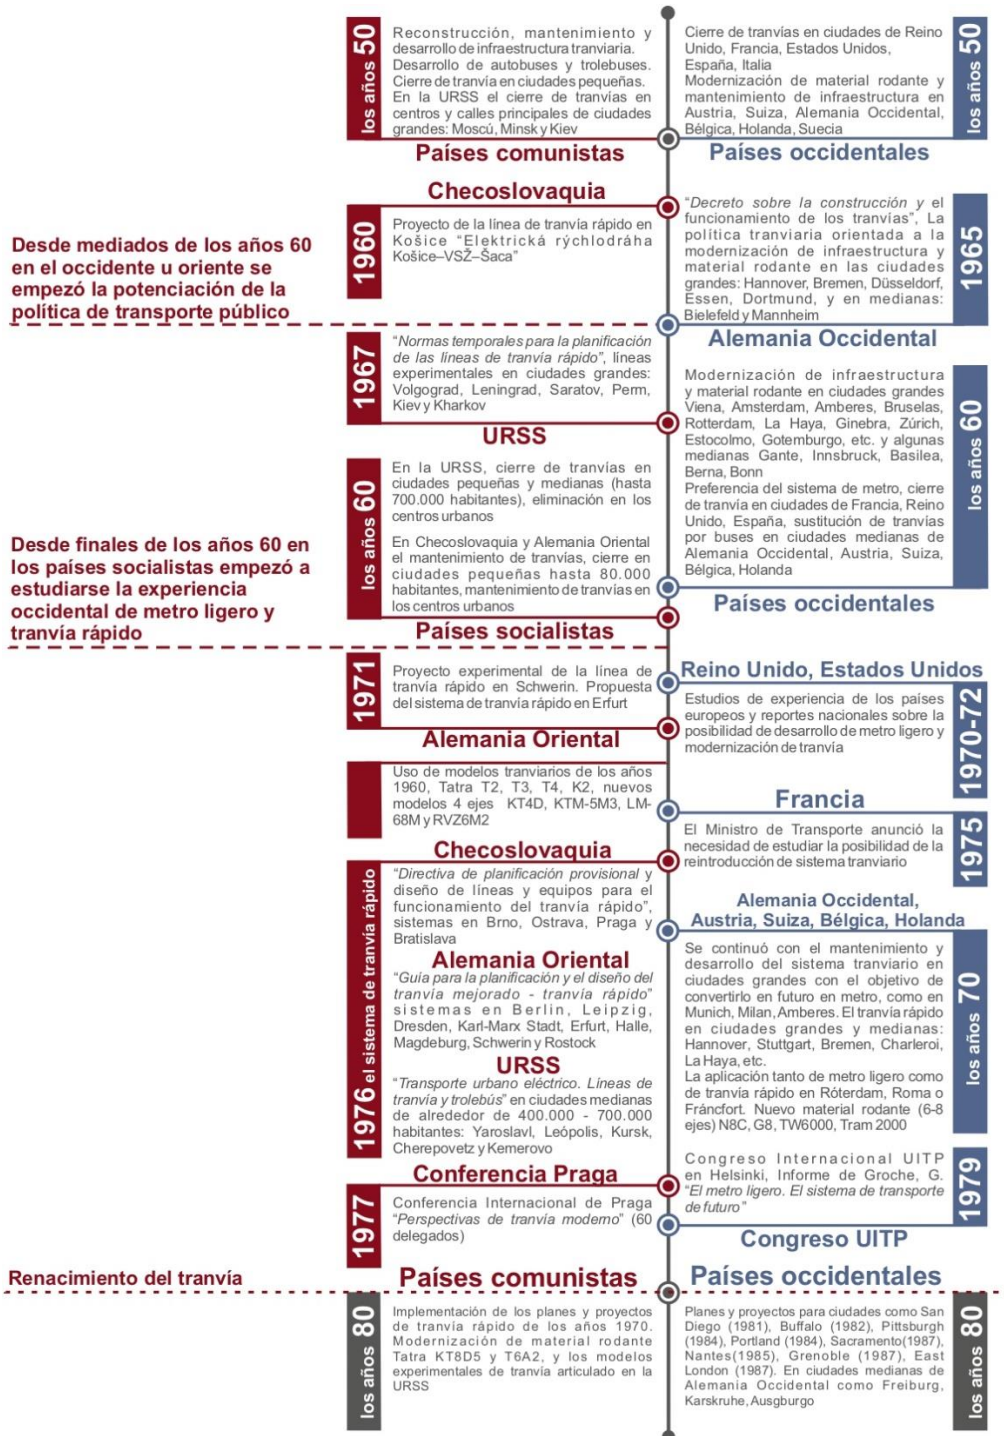 los años 50
Reconstrucción, mantenimiento y
desarrollo de infraestructura tranviaria.
Desarrollo de autobuses y trolebuses.
Cierre de tranvía en ciudades pequeñas.
En la URSS el cierre de tranvías en
centros y calles principales de ciudades
grandes: Moscú, Minsk y Kiev
Países comunistas
Cierre de tranvías en ciudades de Reino
Unido, Francia, Estados Unidos,
España, Italia
Modernización de material rodante y
mantenimiento de infraestructura en
Austria, Suiza, Alemania Occidental,
Bélgica, Holanda, Suecia
los años 50
Países occidentales
Checoslovaquia
1960
Proyecto de la línea de tranvía rápido en
Košice “Elektrická rýchlodráha
Košice–VSŽ–Šaca”
“Decreto sobre la construcción y el
funcionamiento de los tranvías”, La
política tranviaria orientada a la
modernización de infraestructura y
material rodante en las ciudades
grandes: Hannover, Bremen, Düsseldorf,
Essen, Dortmund, y en medianas:
Bielefeld y Mannheim
1965
Alemania Occidental
Desde mediados de los años 60
en el occidente u oriente se
empezó la potenciación de la
política de transporte público
1967
“Normas temporales para la planificación
de las líneas de tranvía rápido”, líneas
experimentales en ciudades grandes:
Volgograd, Leningrad, Saratov, Perm,
Kiev y Kharkov
URSS
Modernización de infraestructura
y material rodante en ciudades grandes
Viena, Amsterdam, Amberes, Bruselas,
Rotterdam, La Haya, Ginebra, Zúrich,
Estocolmo, Gotemburgo, etc. y algunas
medianas Gante, Innsbruck, Basilea,
Berna, Bonn
Preferencia del sistema de metro, cierre
de tranvía en ciudades de Francia, Reino
Unido, España, sustitución de tranvías
por buses en ciudades medianas de
Alemania Occidental, Austria, Suiza,
Bélgica, Holanda
los años 60
Países occidentales
los años 60
En la URSS, cierre de tranvías en
ciudades pequeñas y medianas (hasta
700.000 habitantes), eliminación en los
centros urbanos
En Checoslovaquia y Alemania Oriental
el mantenimiento de tranvías, cierre en
ciudades pequeñas hasta 80.000
habitantes, mantenimiento de tranvías en
los centros urbanos
Países socialistas
Desde finales de los años 60 en
los países socialistas empezó a
estudiarse la experiencia
occidental de metro ligero y
tranvía rápido
1971
Proyecto experimental de la línea de
tranvía rápido en Schwerin. Propuesta
del sistema de tranvía rápido en Erfurt
Alemania Oriental
Reino Unido, Estados Unidos
Estudios de experiencia de los países
europeos y reportes nacionales sobre la
posibilidad de desarrollo de metro ligero y
modernización de tranvía
1970-72
Uso de modelos tranviarios de los años
1960, Tatra T2, T3, T4, K2, nuevos
modelos 4 ejes KT4D, KTM-5M3, LM-
68M y RVZ6M2
Francia
El Ministro de Transporte anunció la
necesidad de estudiar la posibilidad de la
reintroducción de sistema tranviario
1975
Checoslovaquia
1976 el sistema de tranvía rápido
“Directiva de planificación provisional y
diseño de líneas y equipos para el
funcionamiento del tranvía rápido”,
sistemas en Brno, Ostrava, Praga y
Bratislava
Alemania Oriental
“Guía para la planificación y el diseño del
tranvía mejorado - tranvía rápido”
sistemas en Berlin, Leipzig,
Dresden, Karl-Marx Stadt, Erfurt, Halle,
Magdeburg, Schwerin y Rostock
URSS
“Transporte urbano eléctrico. Líneas de
tranvía y trolebús” en ciudades medianas
de alrededor de 400.000 - 700.000
habitantes: Yaroslavl, Leópolis, Kursk,
Cherepovetz y Kemerovo
Alemania Occidental,
Austria, Suiza, Bélgica, Holanda
Se continuó con el mantenimiento y
desarrollo del sistema tranviario en
ciudades grandes con el objetivo de
convertirlo en futuro en metro, como en
Munich, Milan, Amberes. El tranvía rápido
en ciudades grandes y medianas:
Hannover, Stuttgart, Bremen, Charleroi,
La Haya, etc.
La aplicación tanto de metro ligero como
de tranvía rápido en Róterdam, Roma o
Fráncfort. Nuevo material rodante (6-8
ejes) N8C, G8, TW6000, Tram 2000
los años 70
Conferencia Praga
1977
Conferencia Internacional de Praga
“Perspectivas de tranvía moderno” (60
delegados)
Congreso Internacional UITP
en Helsinki, Informe de Groche, G.
“El metro ligero. El sistema de transporte
de futuro”
1979
Congreso UITP
Renacimiento del tranvía
Países comunistas
Países occidentales
los años 80
Implementación de los planes y proyectos
de tranvía rápido de los años 1970.
Modernización de material rodante
Tatra KT8D5 y T6A2, y los modelos
experimentales de tranvía articulado en la
URSS
Planes y proyectos para ciudades como San
Diego (1981), Buffalo (1982), Pittsburgh
(1984), Portland (1984), Sacramento(1987),
Nantes(1985), Grenoble (1987), East
London (1987). En ciudades medianas de
Alemania Occidental como Freiburg,
Karskruhe, Ausgburgo
los años 80